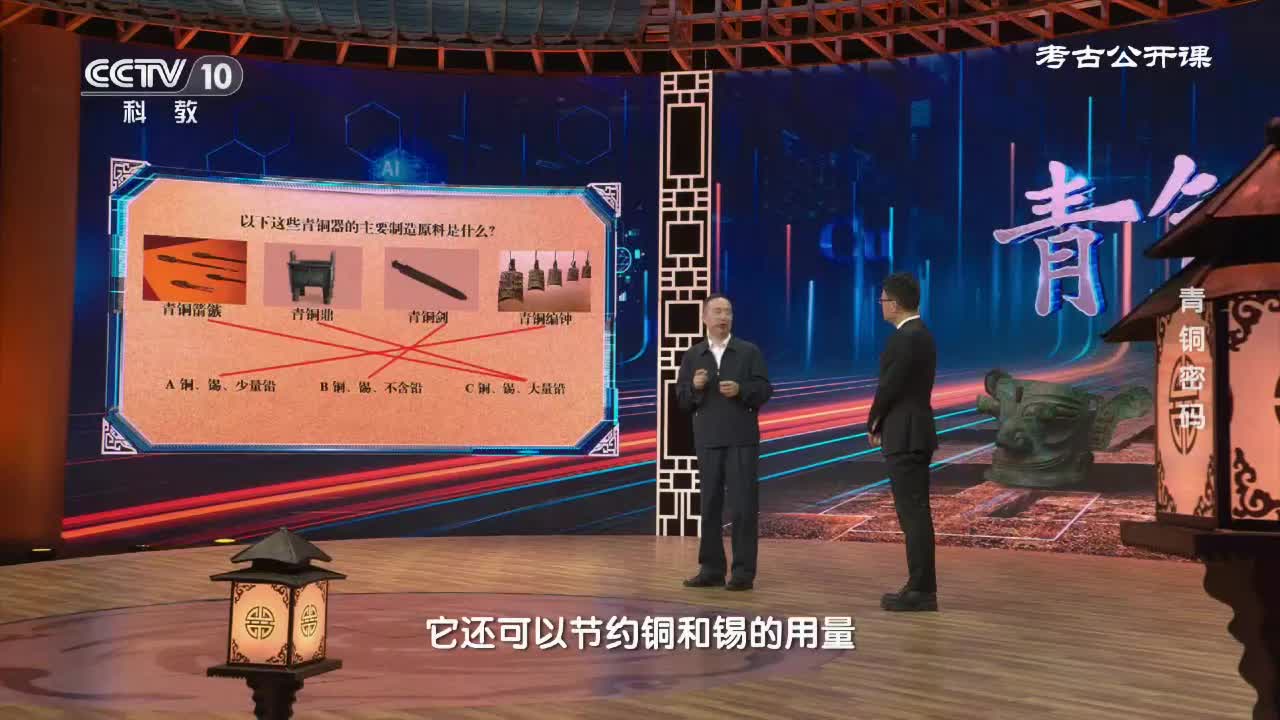 CCTV 10
科教
考古公开课
AI
以下这些青铜器的主要制造原料是什么?
青铜箭镞
青铜鼎
青铜剑
青铜编钟
A 铜、锡、少量铅
B 铜、锡、不含铅
C 铜、锡、大量铅
青
青铜密码
它还可以节约铜和锡的用量